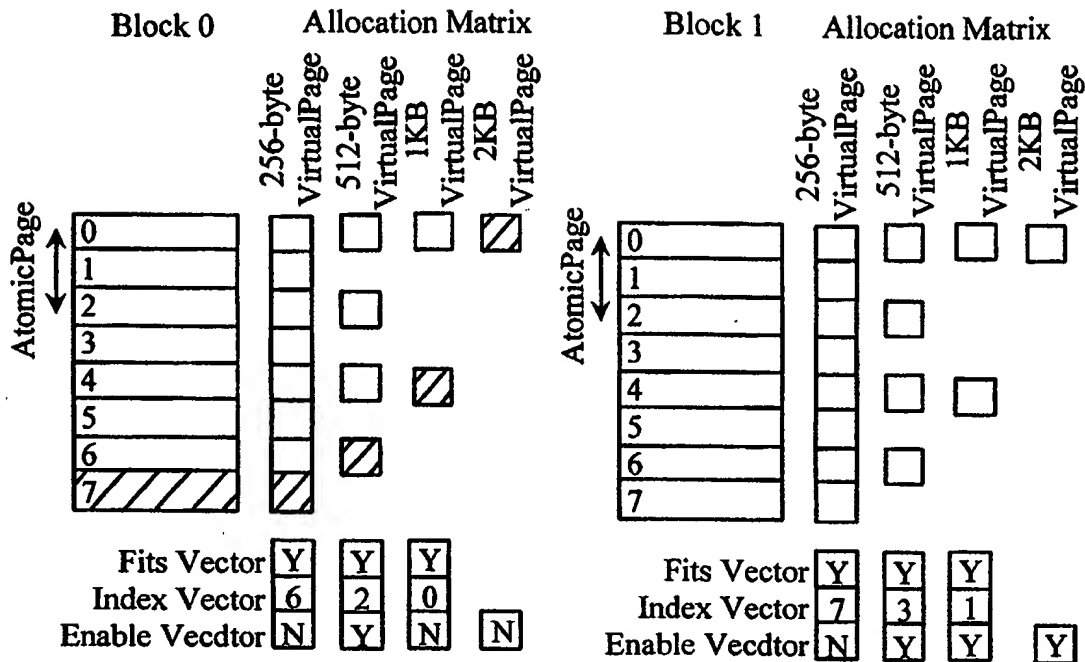 Block 0
Allocation Matrix
256-byte
VirtualPage
512-byte
VirtualPage
1KB
VirtualPage
2KB
VirtualPage
AtomicPage
0
1
2
3
4
5
6
7
Fits Vector Y Y Y
Index Vector 6 2 0
Enable Vecdtor N Y N N
Block 1
Allocation Matrix
256-byte
VirtualPage
512-byte
VirtualPage
1KB
VirtualPage
2KB
VirtualPage
AtomicPage
0
1
2
3
4
5
6
7
Fits Vector Y Y Y
Index Vector 7 3 1
Enable Vecdtor N Y Y Y